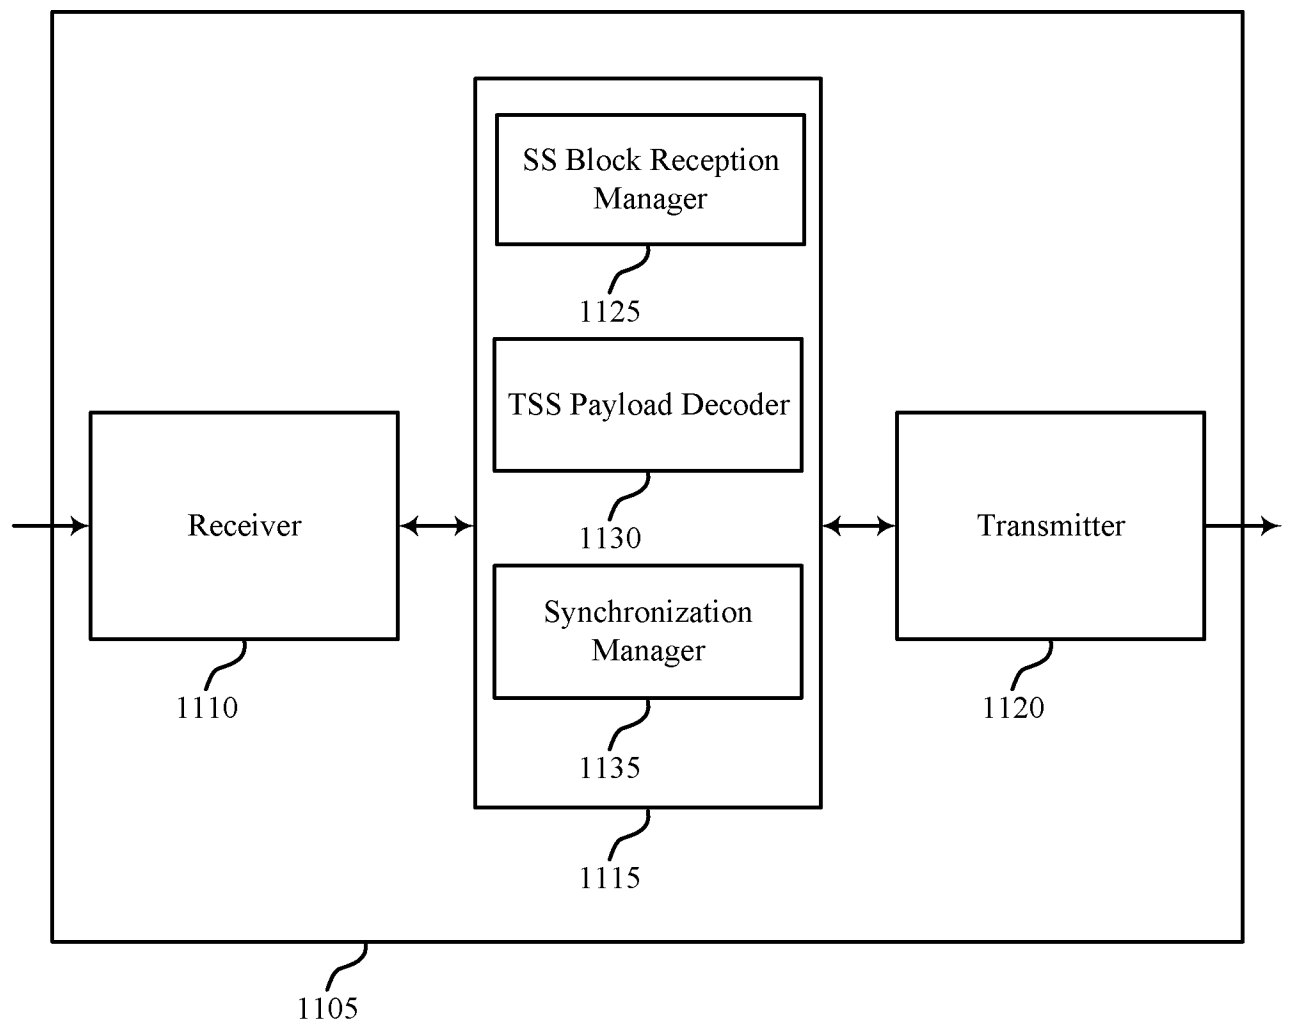 SS Block Reception
Manager
1125
TSS Payload Decoder
1130
Synchronization
Manager
1135
1115
Receiver
1110
Transmitter
1120
1105